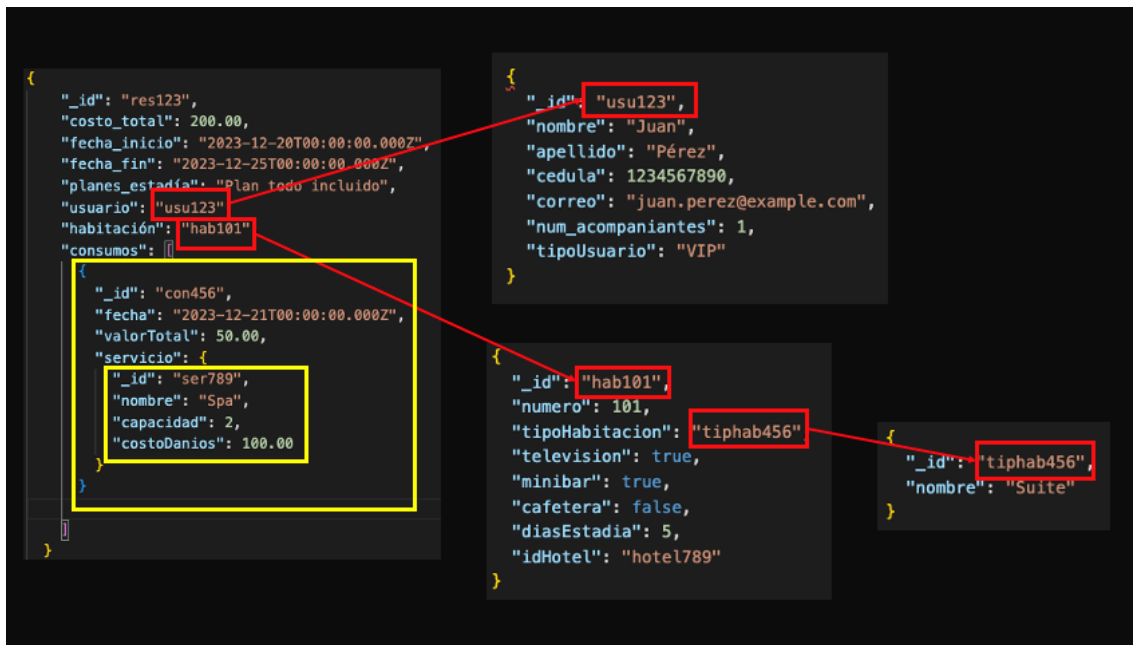 {
"_id": "res123",
"costo_total": 200.00,
"fecha_inicio": "2023-12-20T00:00:00.000Z",
"fecha_fin": "2023-12-25T00:00:00.000Z",
"planes_estadía": "Plan todo incluido",
"usuario": "usu123"
"habitación": "hab101"
"consumos": [
{
"_id": "con456",
"fecha": "2023-12-21T00:00:00.000Z",
"valorTotal": 50.00,
"servicio": {
"_id": "ser789",
"nombre": "Spa",
"capacidad": 2,
"costoDanios": 100.00
}
}
]
}
{
"_id": "usu123",
"nombre": "Juan",
"apellido": "Pérez",
"cedula": 1234567890,
"correo": "juan.perez@example.com",
"num_acompaniantes": 1,
"tipoUsuario": "VIP"
}
{
"_id": "hab101",
"numero": 101,
"tipoHabitacion": "tiphab456",
"television": true,
"minibar": true,
"cafetera": false,
"diasEstadia": 5,
"idHotel": "hotel789"
}
{
"_id": "tiphab456",
"nombre": "Suite"
}